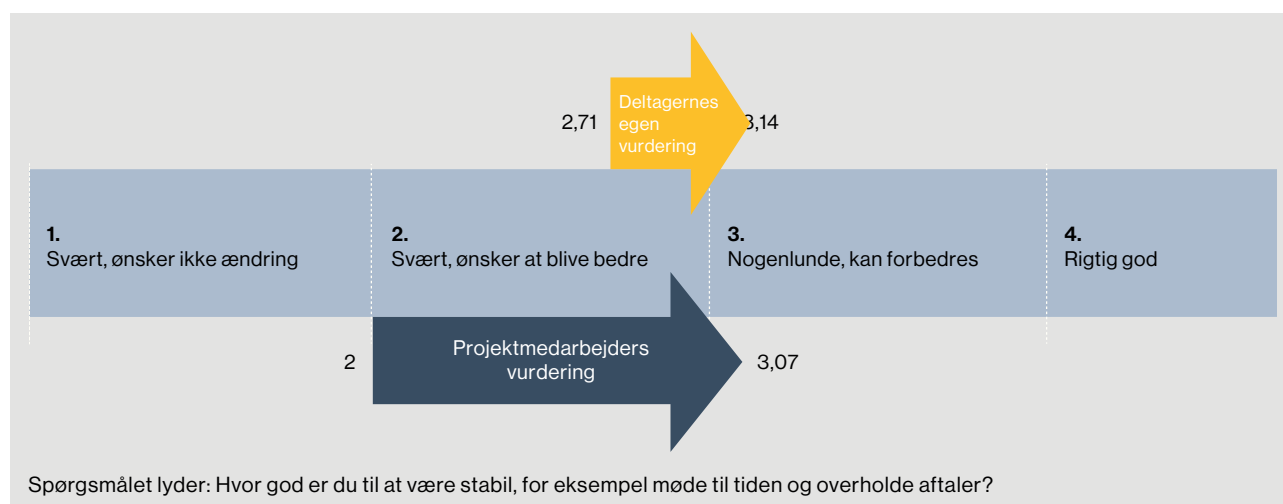 Deltagernes
egen
vurdering
2,71
3,14
1.
Svært, ønsker ikke ændring
2.
Svært, ønsker at blive bedre
3.
Nogenlunde, kan forbedres
4.
Rigtig god
2
Projektmedarbejders
vurdering
3,07
Spørgsmålet lyder: Hvor god er du til at være stabil, for eksempel møde til tiden og overholde aftaler?